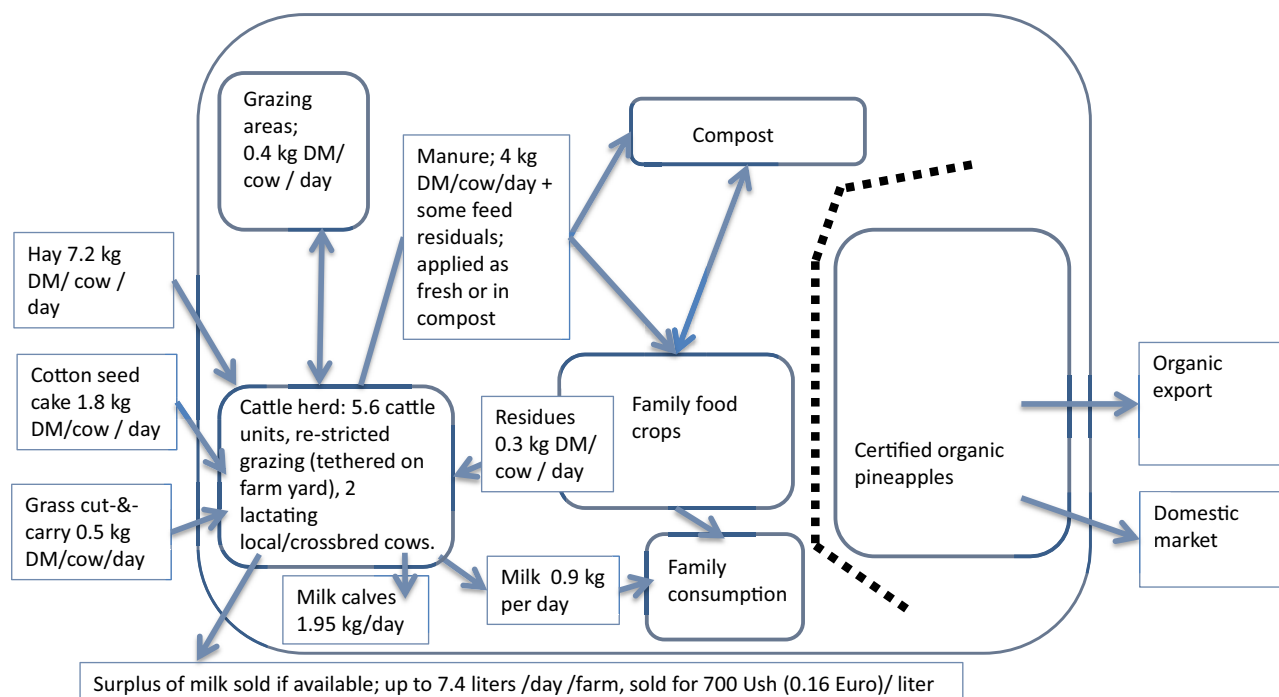 Grazing
areas;
0.4 kg DM/
cow / day
Compost
Manure; 4 kg
DM/cow/day +
some feed
residuals;
applied as
fresh or in
compost
Hay 7.2 kg
DM/ cow /
day
Cotton seed
cake 1.8 kg
DM/cow / day
Grass cut-&-
carry 0.5 kg
DM/cow/day
Cattle herd: 5.6 cattle
units, re-stricted
grazing (tethered on
farm yard), 2
lactating
local/crossbred cows.
Residues
0.3 kg DM/
cow / day
Family food
crops
Certified organic
pineapples
Organic
export
Domestic
market
Milk calves
1.95 kg/day
Milk 0.9 kg
per day
Family
consumption
Surplus of milk sold if available; up to 7.4 liters /day /farm, sold for 700 Ush (0.16 Euro)/ liter